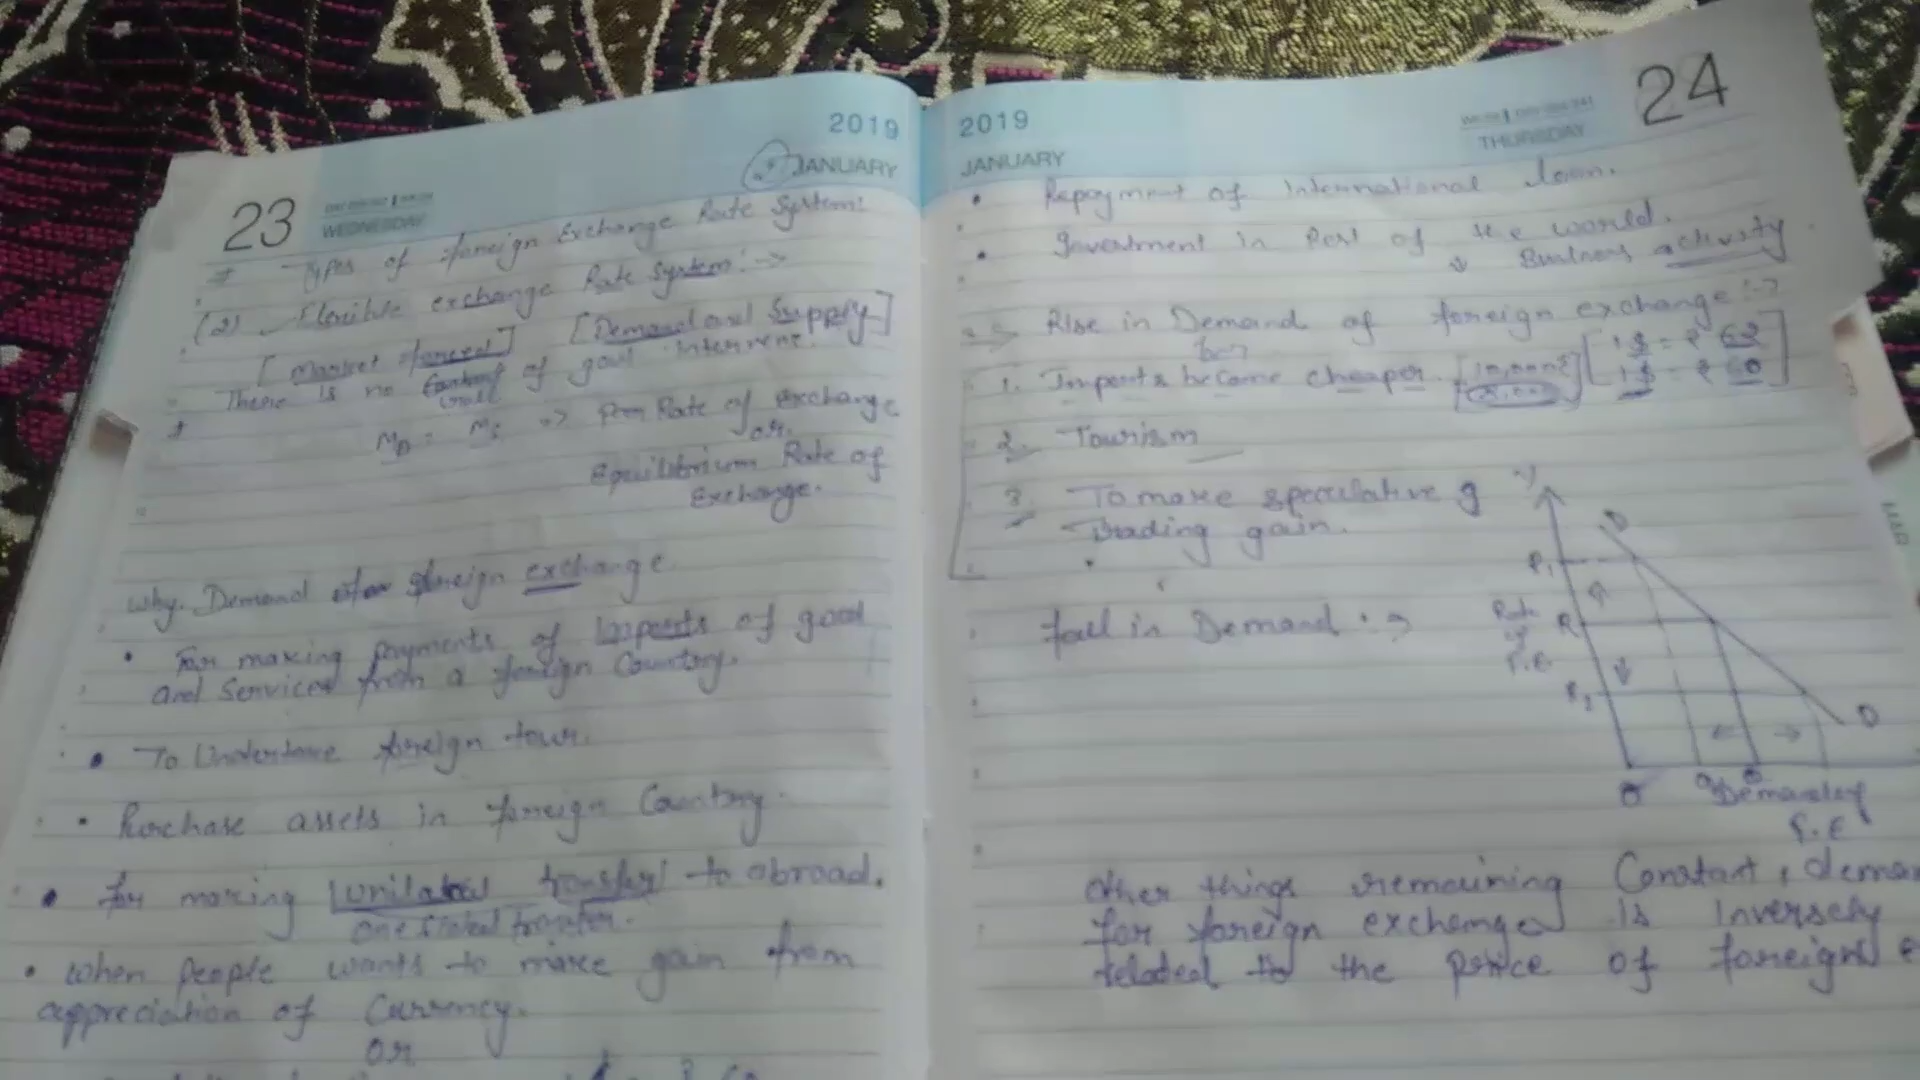 2019
JANUARY
23
WEDNESDAY
Types of foreign Exchange Rate System:
(2) Flexible exchange Rate System:->
[Market forces] [Demand and Supply]
There is no Control of govt intervene.
MD = MS => Par Rate of exchange
or
Equilibrium Rate of
Exchange.
Why. Demand for foreign exchange
• For making payments of Imports of good
and Services from a foreign Country.
• To Undertake foreign tour.
• Purchase assets in foreign Country.
• for making unilateral transfer to abroad.
one sided transfer.
• When people wants to make gain from
appreciation of Currency.
OR
2019
JANUARY
THURSDAY
24
• Repayment of International loan.
• in Part of the world.
↓ Business activity
Rise in Demand of foreign exchange:->
1. Imports become cheaper [1$ = ₹ 62
1$ = ₹ 60]
2. Tourism
3. To make speculative g
Trading gain.
fall in Demand :->
Y
D
P1
Rate
of
F.E.
R
P2
D
O
Demand of
F.E
Other things remaining Constant, demand
for foreign exchange is Inversely
related to the price of foreign e